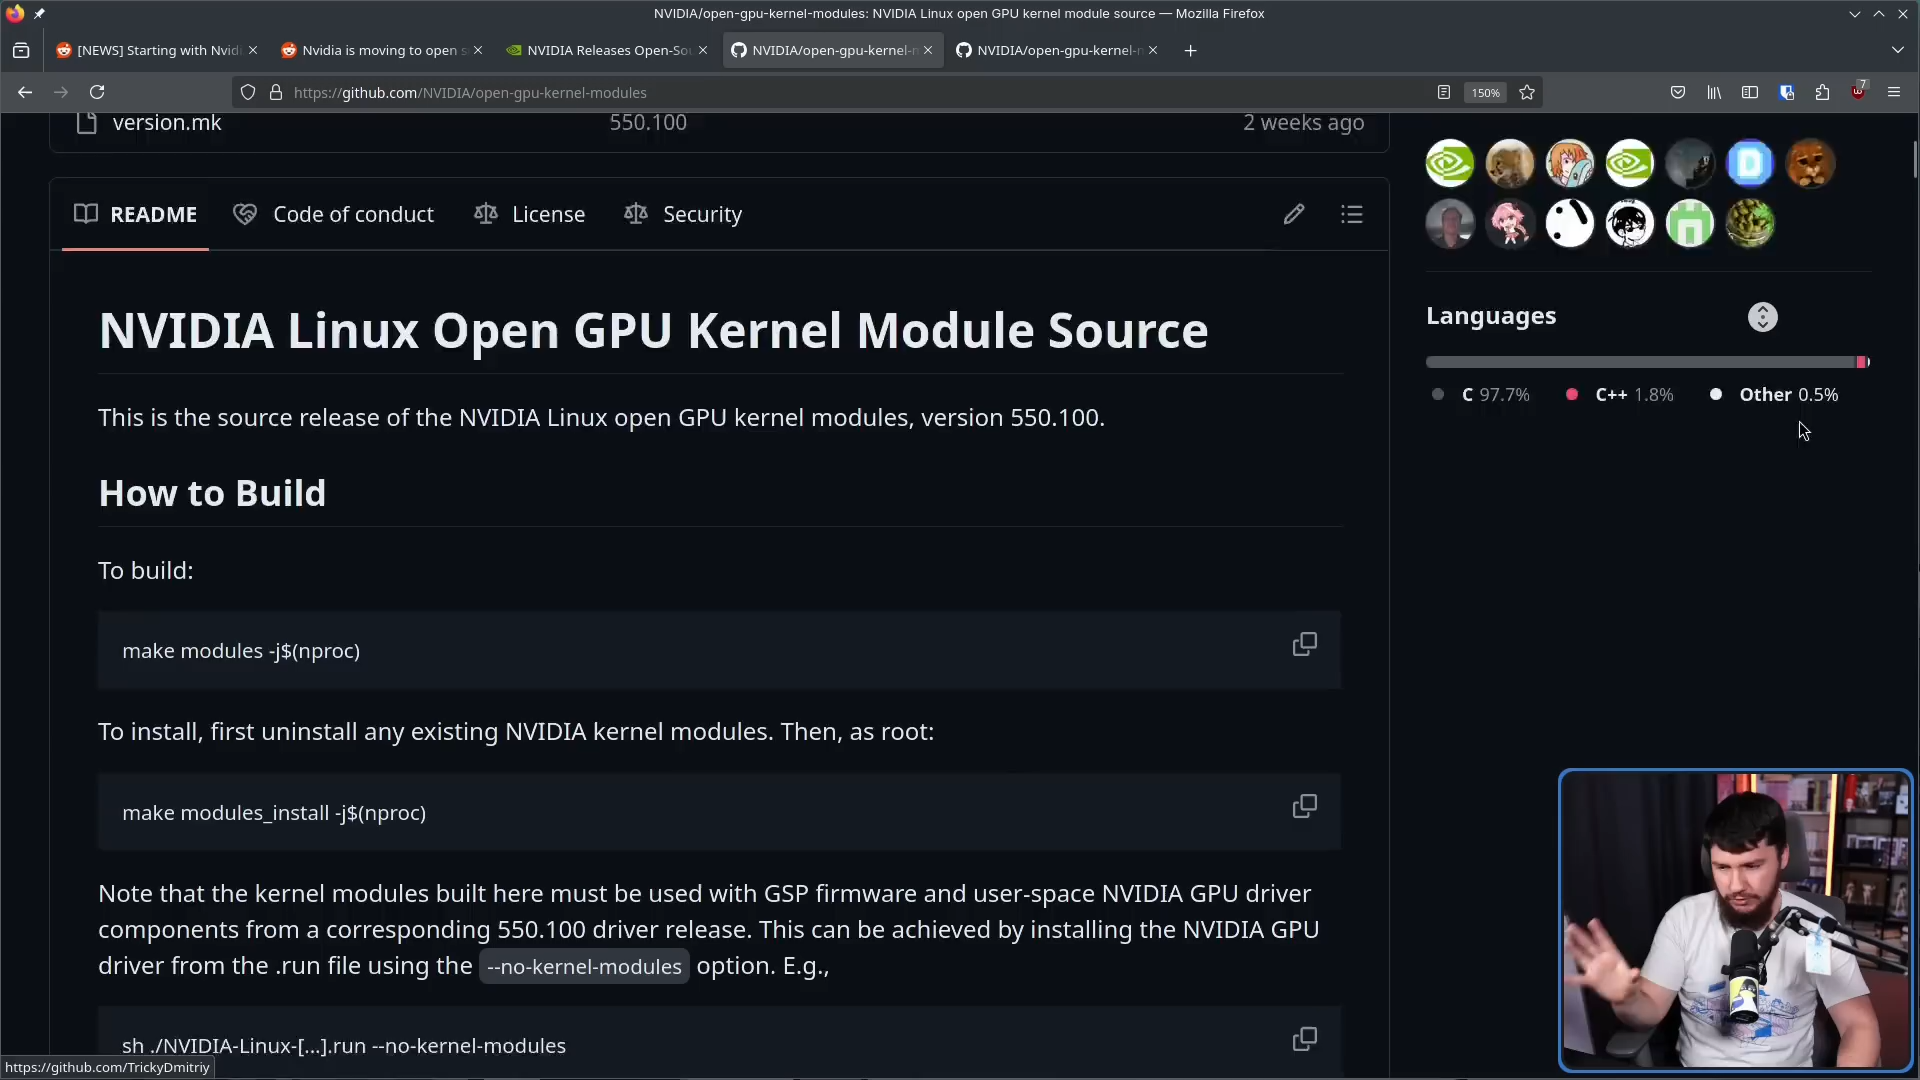 NVIDIA/open-gpu-kernel-modules: NVIDIA Linux open GPU kernel module source — Mozilla Firefox
[NEWS] Starting with Nvidi
Nvidia is moving to open s
NVIDIA Releases Open-Sou
NVIDIA/open-gpu-kernel-m
NVIDIA/open-gpu-kernel-m
https://github.com/NVIDIA/open-gpu-kernel-modules
150%
7
version.mk 550.100 2 weeks ago
README Code of conduct License Security
NVIDIA Linux Open GPU Kernel Module Source
This is the source release of the NVIDIA Linux open GPU kernel modules, version 550.100.
How to Build
To build:
make modules -j$(nproc)
To install, first uninstall any existing NVIDIA kernel modules. Then, as root:
make modules_install -j$(nproc)
Note that the kernel modules built here must be used with GSP firmware and user-space NVIDIA GPU driver
components from a corresponding 550.100 driver release. This can be achieved by installing the NVIDIA GPU
driver from the .run file using the --no-kernel-modules option. E.g.,
sh ./NVIDIA-Linux-[...].run --no-kernel-modules
Languages
C 97.7% C++ 1.8% Other 0.5%
https://github.com/TrickyDmitriy